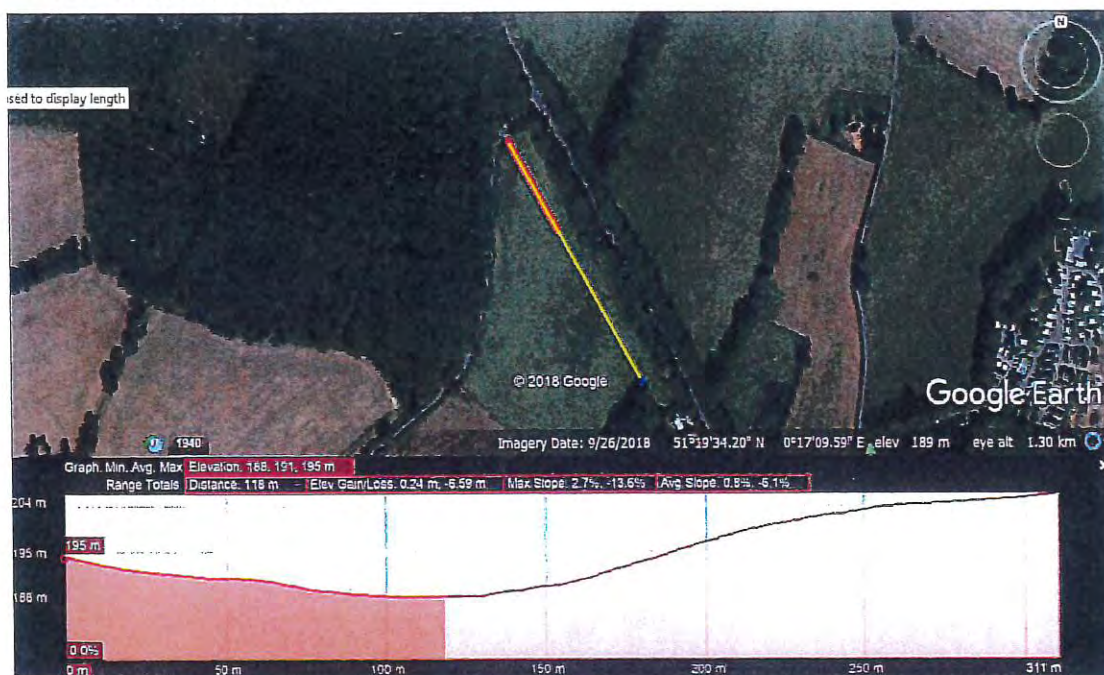 N
used to display length
© 2018 Google
Google Earth
1940
Imagery Date: 9/26/2018 51°19'34.20" N 0°17'09.59" E elev 189 m eye alt 1.30 km
Graph. Min, Avg, Max Elevation. 188, 191, 195 m
Range Totals Distance: 118 m Elev Gain/Loss. 0.24 m, -6.59 m Max Slope: 2.7%, -13.6% Avg Slope: 0.8%, -6.1%
204 m
195 m
195 m
188 m
0.0%
0 m 50 m 100 m 150 m 200 m 250 m 311 m